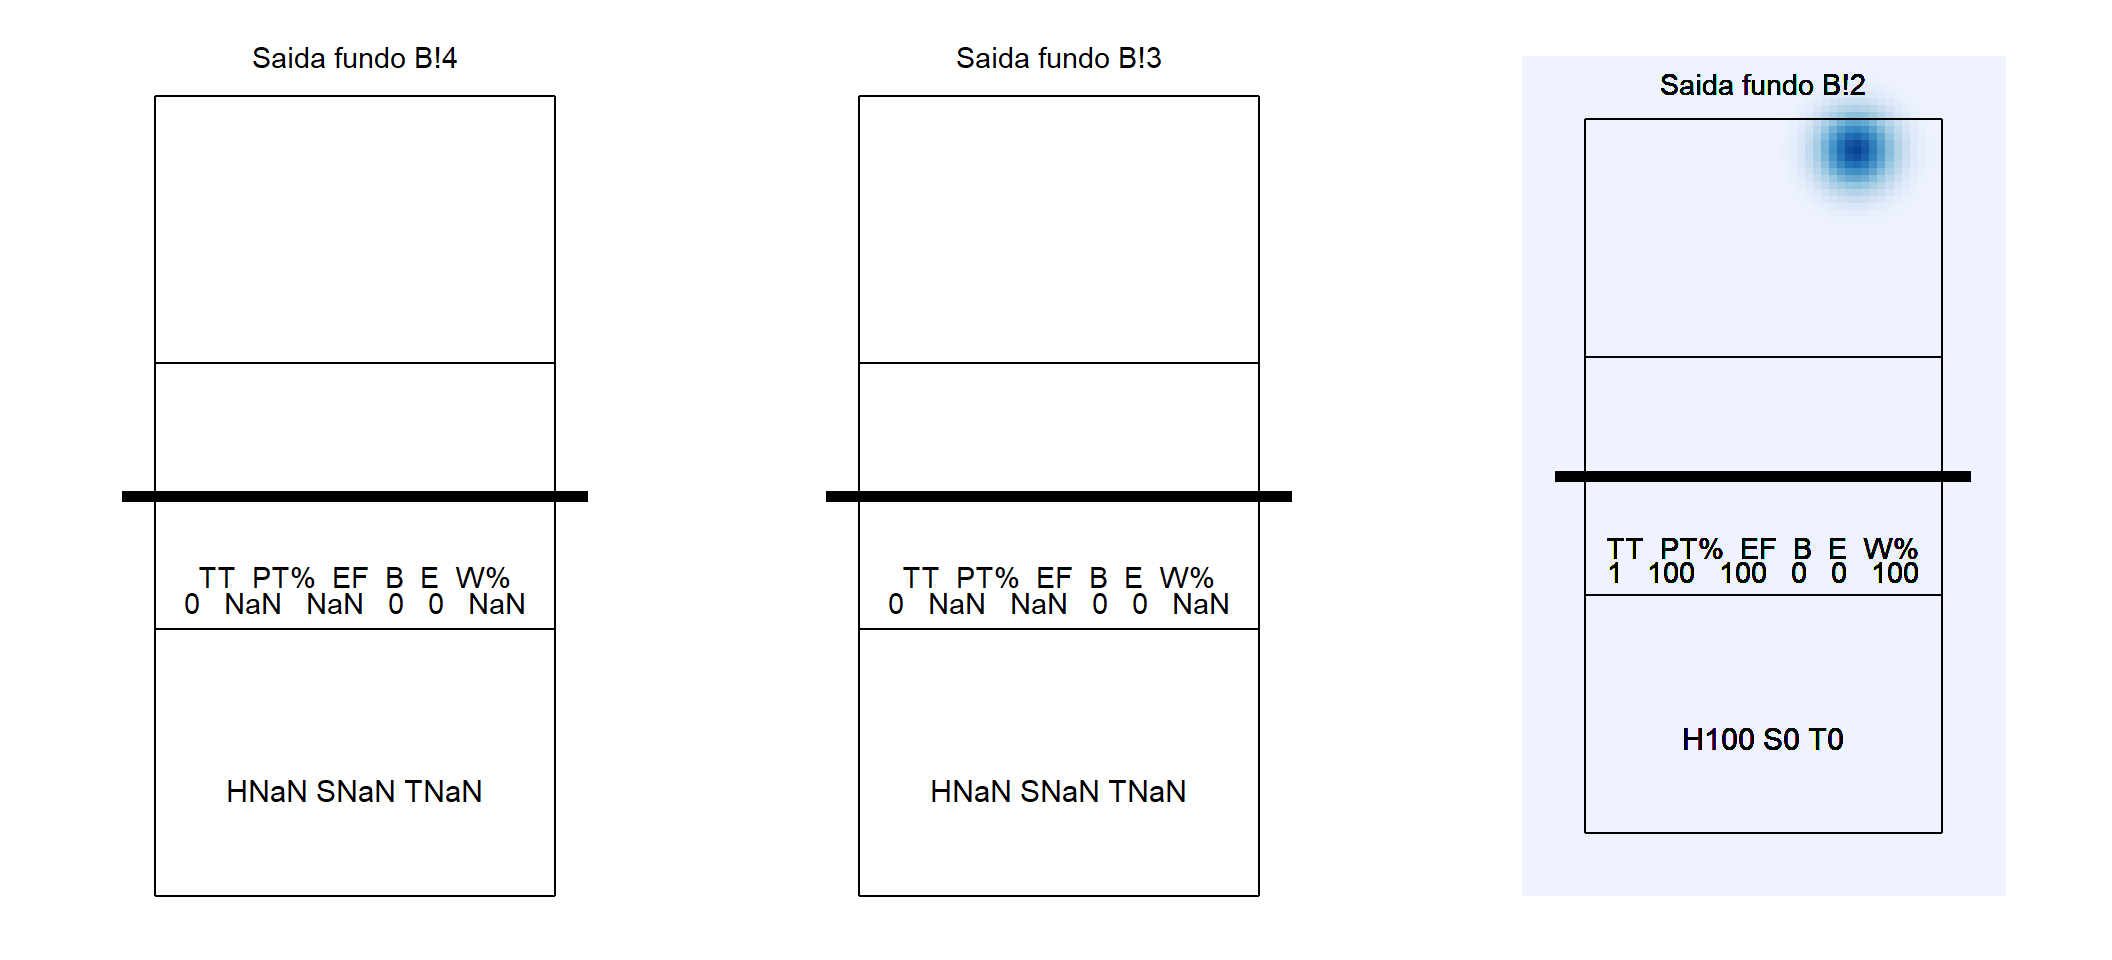 Saida fundo B!4
TT PT% EF B E W%
0 NaN NaN 0 0 NaN
HNaN SNaN TNaN
Saida fundo B!3
TT PT% EF B E W%
0 NaN NaN 0 0 NaN
HNaN SNaN TNaN
Saida fundo B!2
TT PT% EF B E W%
1 100 100 0 0 100
H100 S0 T0